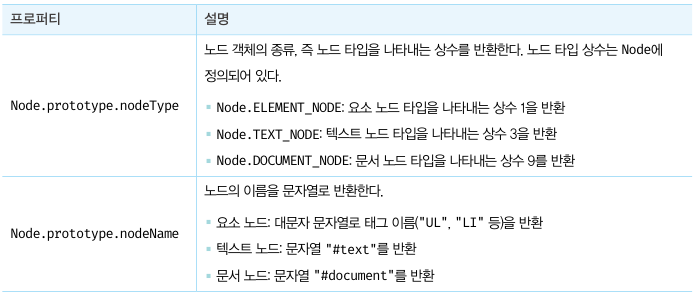 프로퍼티 설명
노드 객체의 종류, 즉 노드 타입을 나타내는 상수를 반환한다. 노드 타입 상수는 Node에
정의되어 있다.
Node.prototype.nodeType
▪ Node.ELEMENT_NODE: 요소 노드 타입을 나타내는 상수 1을 반환
▪ Node.TEXT_NODE: 텍스트 노드 타입을 나타내는 상수 3을 반환
▪ Node.DOCUMENT_NODE: 문서 노드 타입을 나타내는 상수 9를 반환
노드의 이름을 문자열로 반환한다.
Node.prototype.nodeName
▪ 요소 노드: 대문자 문자열로 태그 이름("UL", "LI" 등)을 반환
▪ 텍스트 노드: 문자열 "#text"를 반환
▪ 문서 노드: 문자열 "#document"를 반환